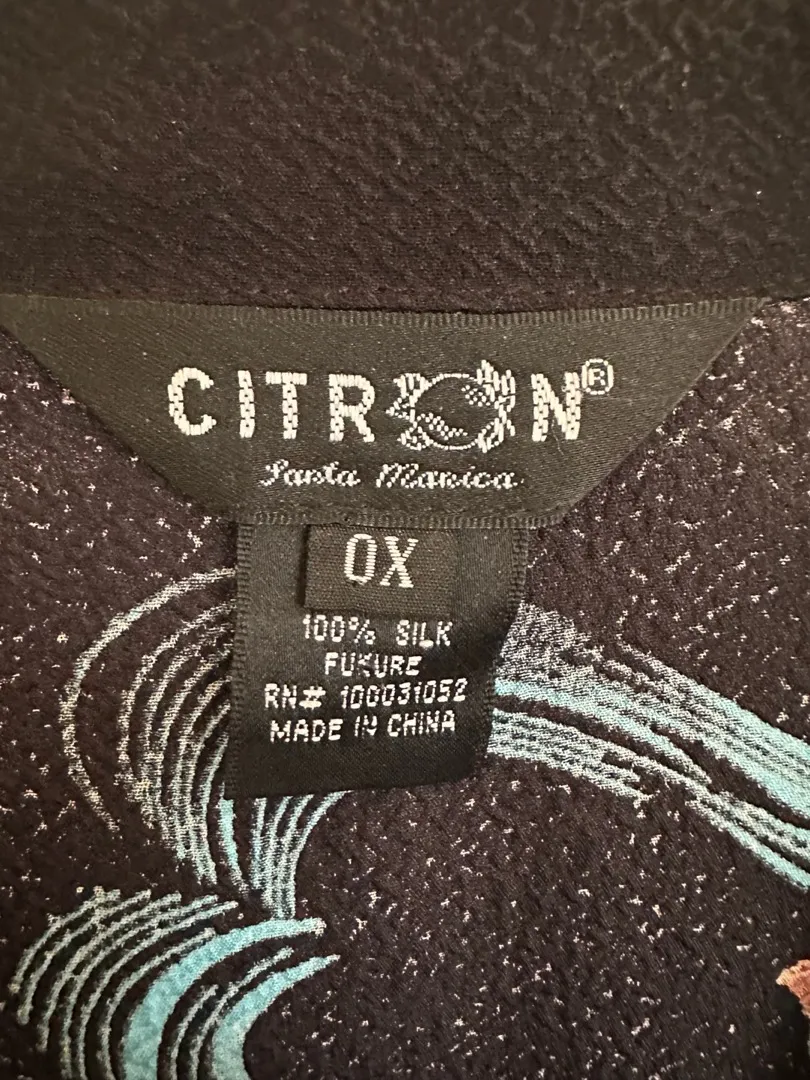 CITRON®
Santa Monica
0X
100% SILK
FUKURE
RN# 100031052
MADE IN CHINA